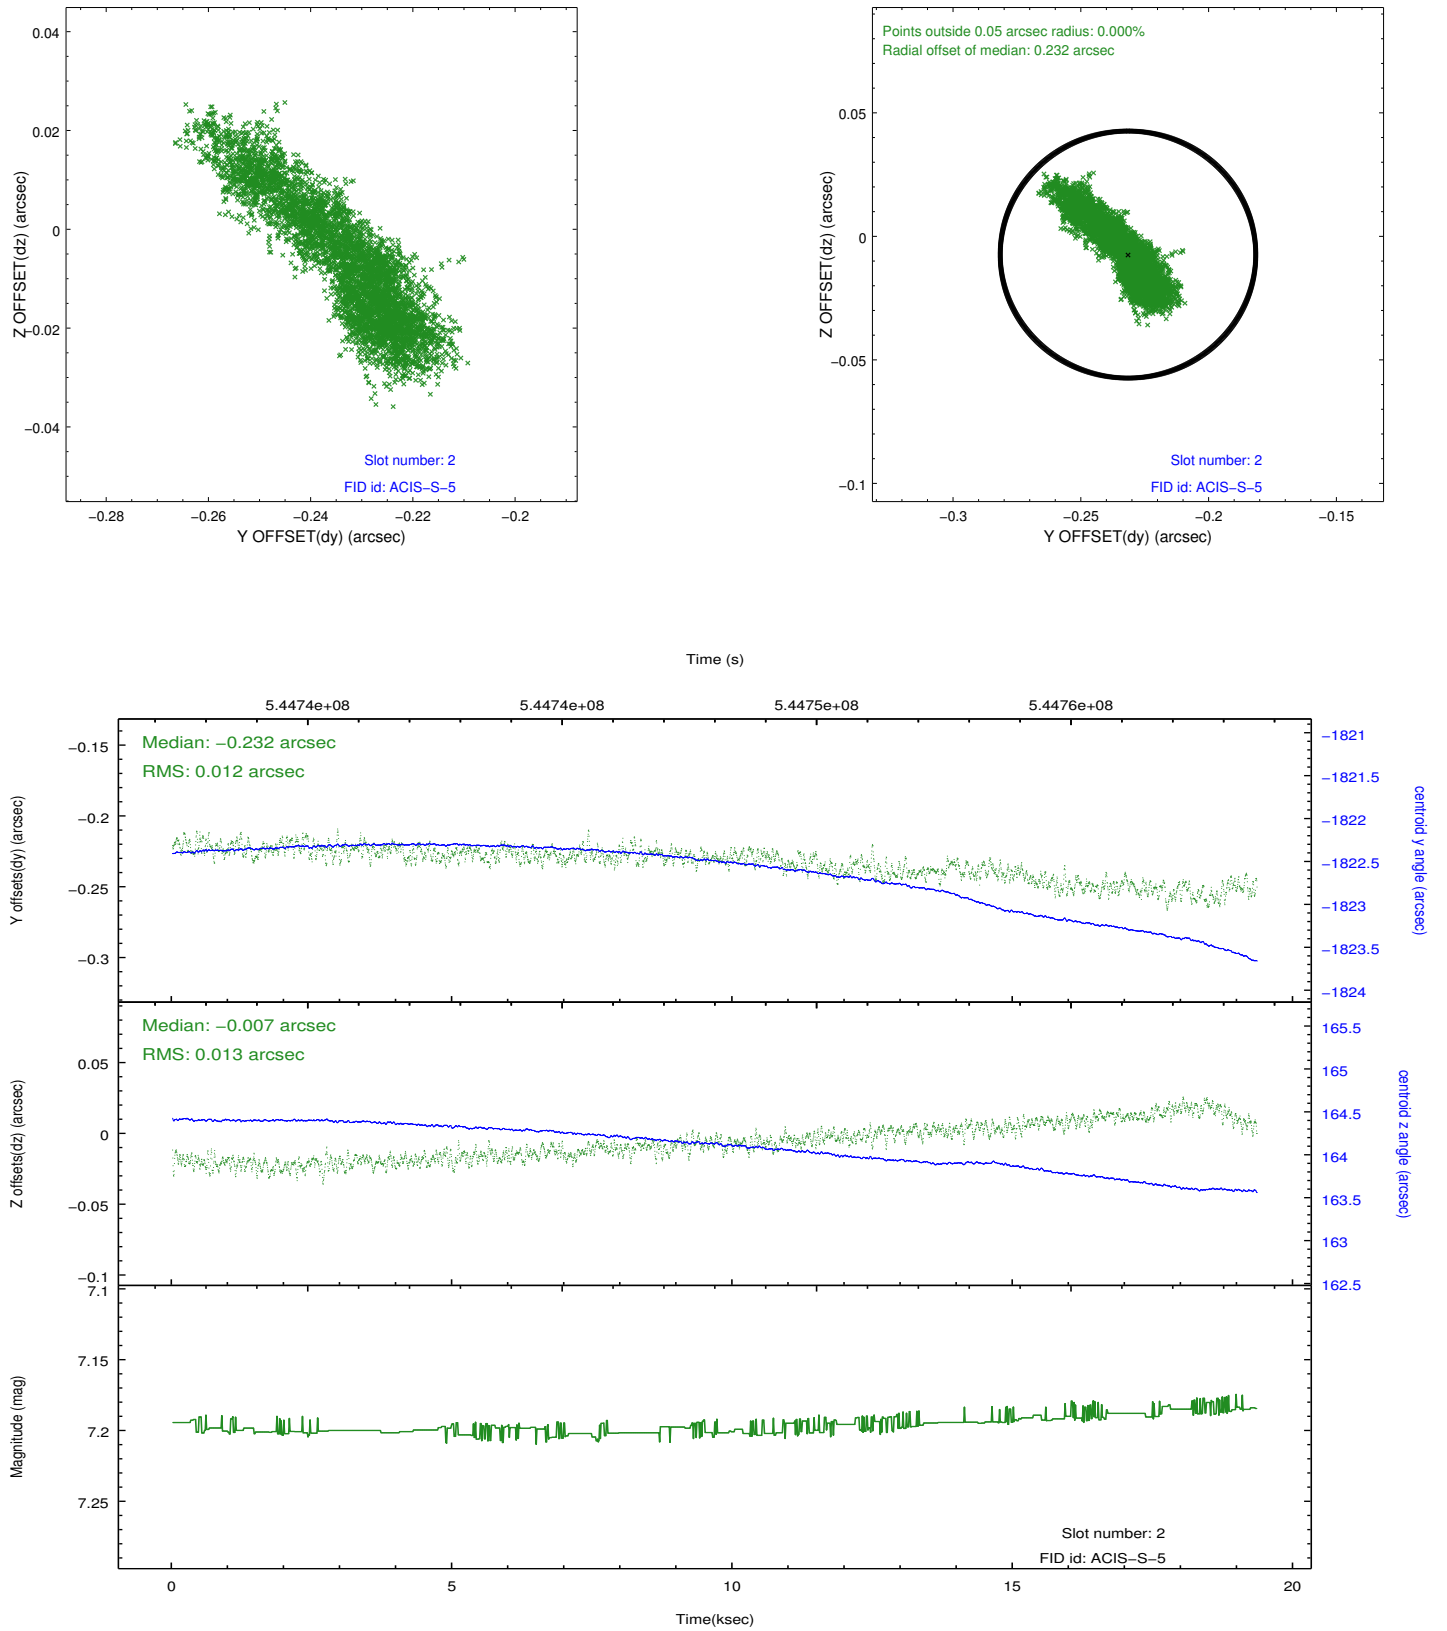 0.04
0.02
0
−0.02
−0.04
Z OFFSET(dz) (arcsec)
Slot number: 2
FID id: ACIS−S−5
−0.28
−0.26
−0.24
−0.22
−0.2
Y OFFSET(dy) (arcsec)
Points outside 0.05 arcsec radius: 0.000%
Radial offset of median: 0.232 arcsec
0.05
0
−0.05
−0.1
Z OFFSET(dz) (arcsec)
Slot number: 2
FID id: ACIS−S−5
−0.3
−0.25
−0.2
−0.15
Y OFFSET(dy) (arcsec)
Time (s)
5.4474e+08
5.4474e+08
5.4475e+08
5.4476e+08
Median: −0.232 arcsec
RMS: 0.012 arcsec
−0.15
−0.2
−0.25
−0.3
Y offsets(dy) (arcsec)
−1821
−1821.5
−1822
−1822.5
−1823
−1823.5
−1824
centroid y angle (arcsec)
Median: −0.007 arcsec
RMS: 0.013 arcsec
0.05
0
−0.05
−0.1
Z offsets(dz) (arcsec)
165.5
165
164.5
164
163.5
163
162.5
centroid z angle (arcsec)
7.1
7.15
7.2
7.25
Magnitude (mag)
Slot number: 2
FID id: ACIS−S−5
0
5
10
15
20
Time(ksec)